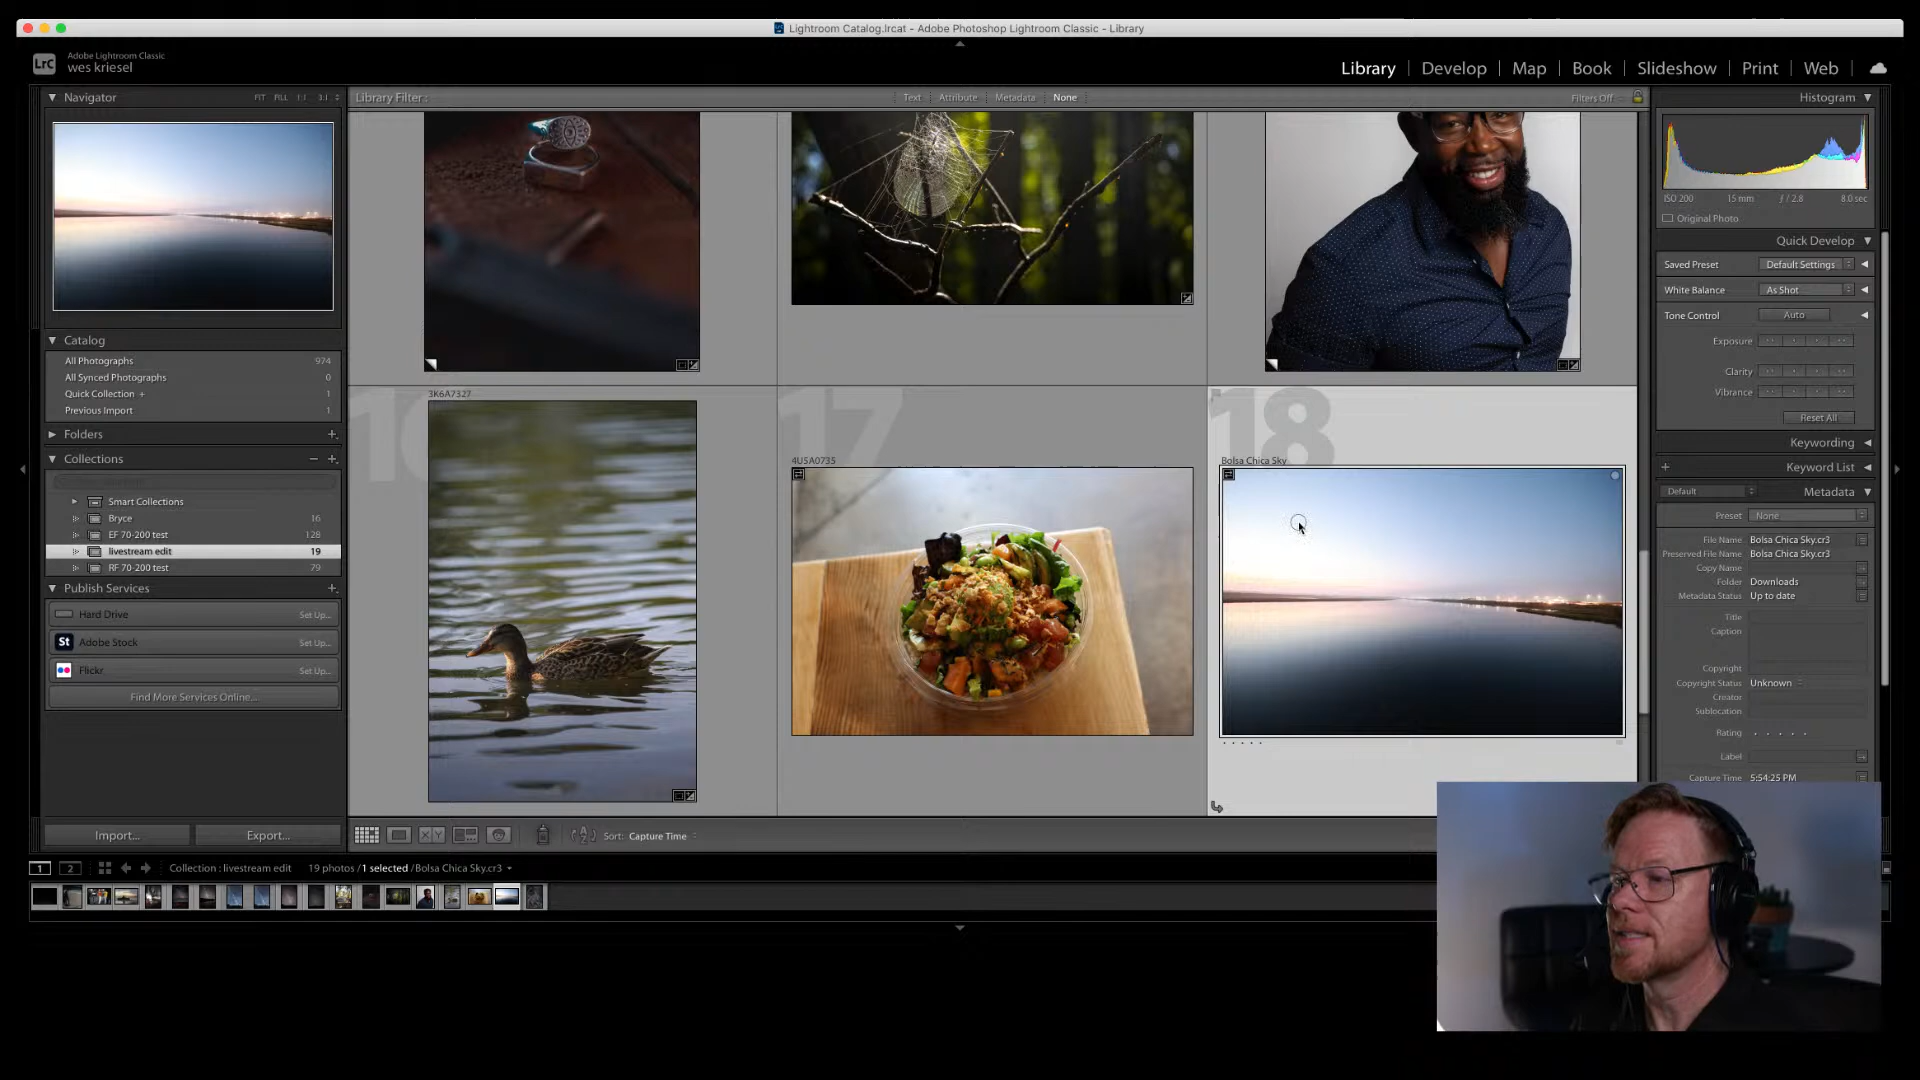 Lightroom Catalog.lrcat - Adobe Photoshop Lightroom Classic - Library
LrC
Adobe Lightroom Classic
wes kriesel
Library | Develop | Map | Book | Slideshow | Print | Web
Navigator
FIT FILL 1:1 3:1
Library Filter :
Text Attribute Metadata None
Filters Off
Histogram
ISO 200 15 mm ƒ / 2.8 8.0 sec
Original Photo
Quick Develop
Saved Preset Default Settings
White Balance As Shot
Tone Control Auto
Exposure
Clarity
Vibrance
Reset All
Keywording
Keyword List
Default Metadata
Preset None
File Name Bolsa Chica Sky.cr3
Preserved File Name Bolsa Chica Sky.cr3
Copy Name
Folder Downloads
Metadata Status Up to date
Title
Caption
Copyright
Copyright Status Unknown
Creator
Sublocation
Rating
Label
Capture Time 5:54:25 PM
Catalog
All Photographs 974
All Synced Photographs 0
Quick Collection + 1
Previous Import 1
Folders
Collections
Smart Collections
Bryce 16
EF 70-200 test 128
livestream edit 19
RF 70-200 test 79
Publish Services
Hard Drive Set Up...
St Adobe Stock Set Up...
Flickr Set Up...
Find More Services Online...
Import... Export...
16
3K6A7327
17
4U5A0735
18
Bolsa Chica Sky
Sort: Capture Time
1 2 Collection : livestream edit 19 photos / 1 selected / Bolsa Chica Sky.cr3